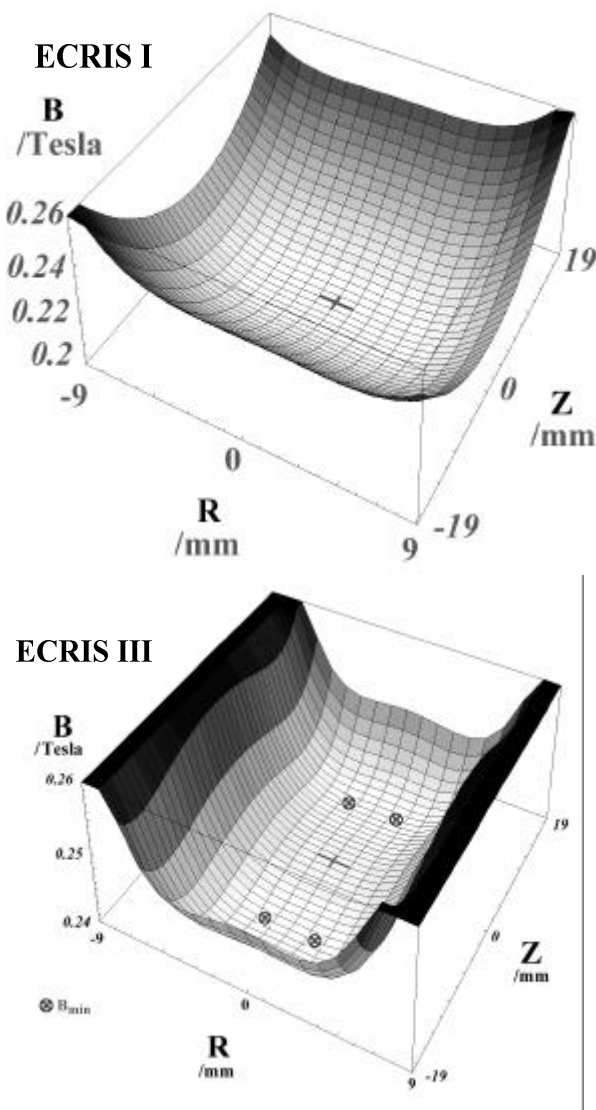 ECRIS I
B
/Tesla
0.26
0.24
0.22
0.2
-9
0
R
/mm
9
-19
0
Z
/mm
19
ECRIS III
B
/Tesla
0.26
0.25
0.24
-9
0
R
/mm
9
-19
0
Z
/mm
19
⊗ Bmin